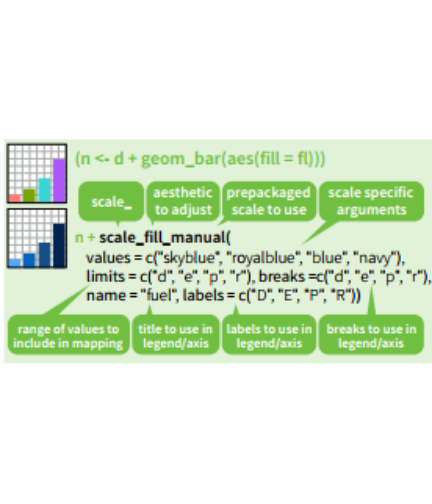 (n <- d + geom_bar(aes(fill = fl)))
scale_
aesthetic
to adjust
prepackaged
scale to use
scale specific
arguments
n + scale_fill_manual(
values = c("skyblue", "royalblue", "blue", "navy"),
limits = c("d", "e", "p", "r"), breaks =c("d", "e", "p", "r"),
name = "fuel", labels = c("D", "E", "P", "R"))
range of values to
include in mapping
title to use in
legend/axis
labels to use in
legend/axis
breaks to use in
legend/axis